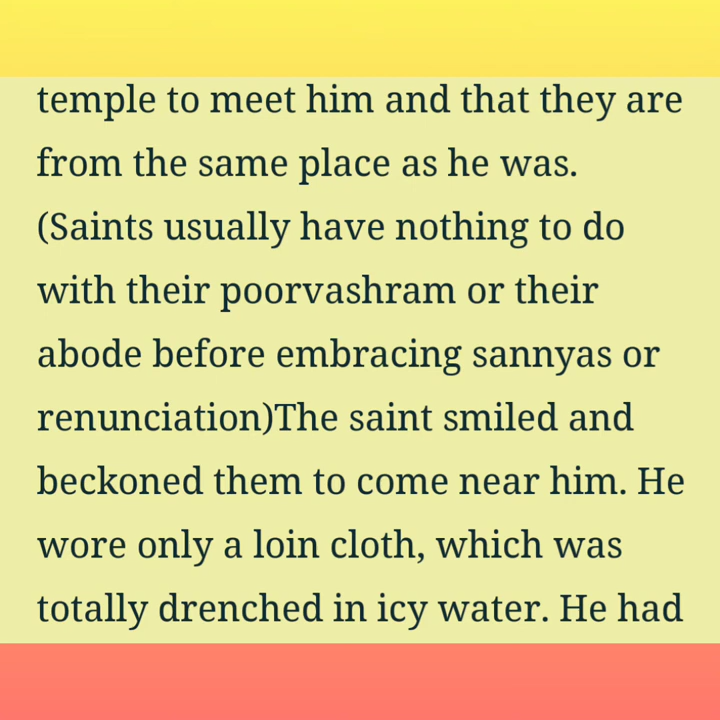 temple to meet him and that they are
from the same place as he was.
(Saints usually have nothing to do
with their poorvashram or their
abode before embracing sannyas or
renunciation)The saint smiled and
beckoned them to come near him. He
wore only a loin cloth, which was
totally drenched in icy water. He had